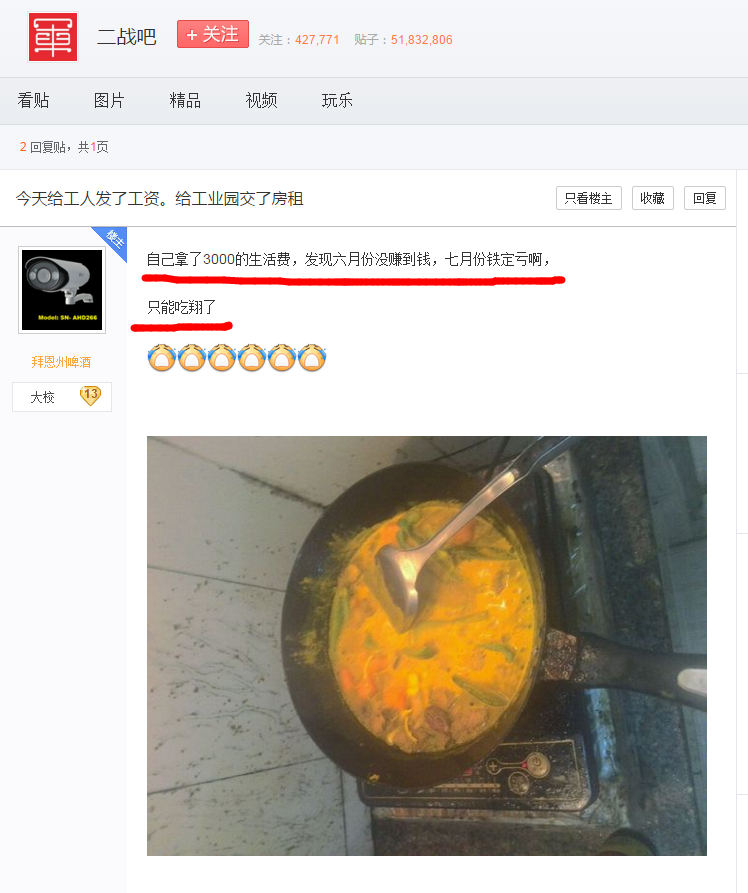 軍
二战吧
+ 关注
关注：427,771 贴子：51,832,806
看贴 图片 精品 视频 玩乐
2 回复贴，共1页
今天给工人发了工资。给工业园交了房租
只看楼主 收藏 回复
楼主
自己拿了3000的生活费，发现六月份没赚到钱，七月份铁定亏啊，
只能吃翔了
Model: SN- AHD266
拜恩州啤酒
大校 13